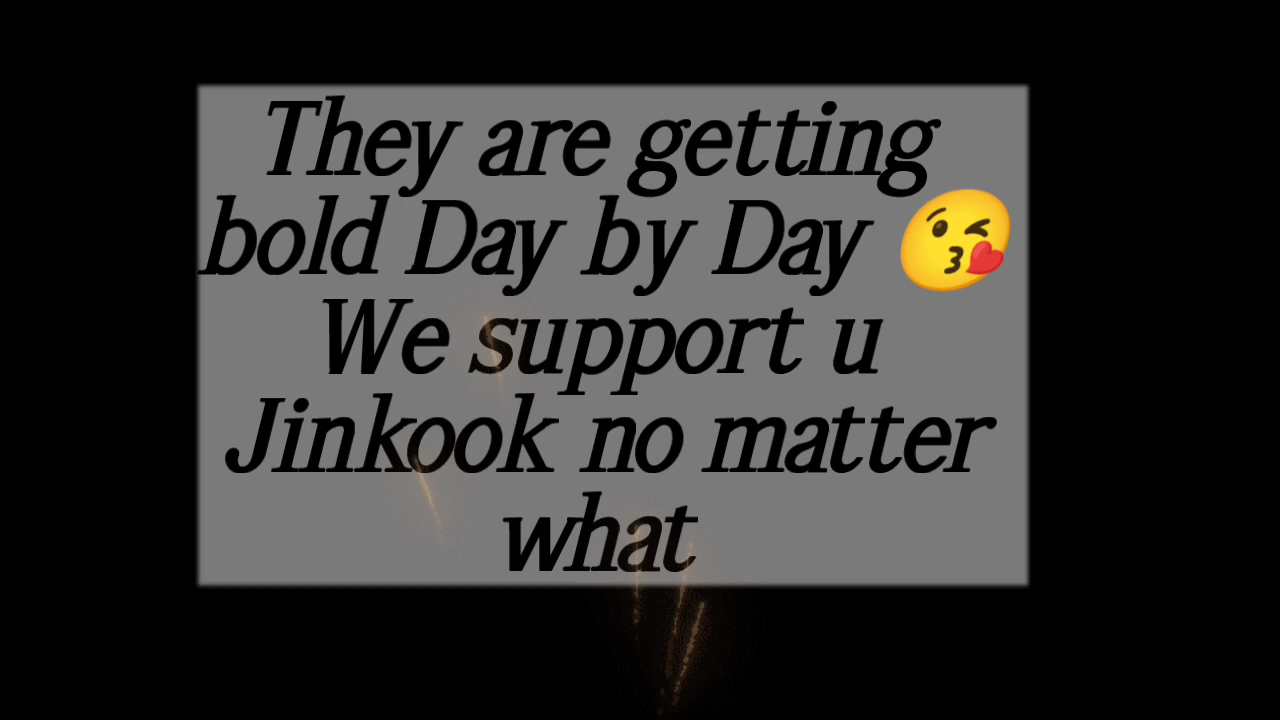 They are getting
bold Day by Day 😘
We support u
Jinkook no matter
what